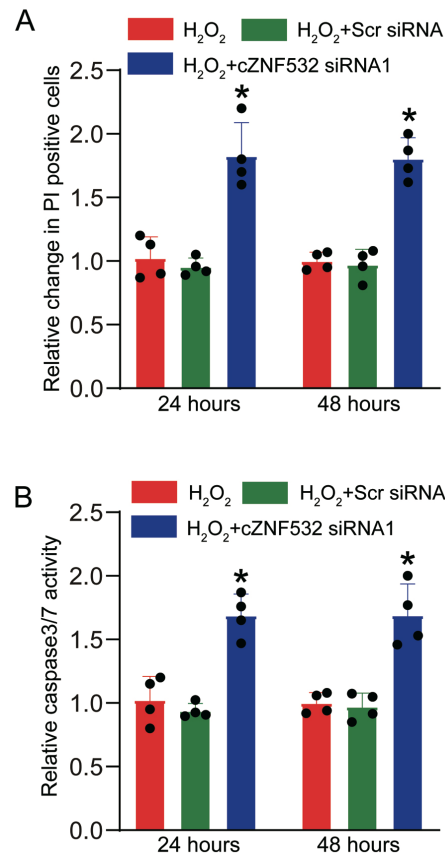 A
H₂O₂ H₂O₂+Scr siRNA
H₂O₂+cZNF532 siRNA1
Relative change in PI positive cells
2.5
2.0
1.5
1.0
0.5
0.0
* *
24 hours 48 hours
B
H₂O₂ H₂O₂+Scr siRNA
H₂O₂+cZNF532 siRNA1
Relative caspase3/7 activity
2.5
2.0
1.5
1.0
0.5
0.0
* *
24 hours 48 hours